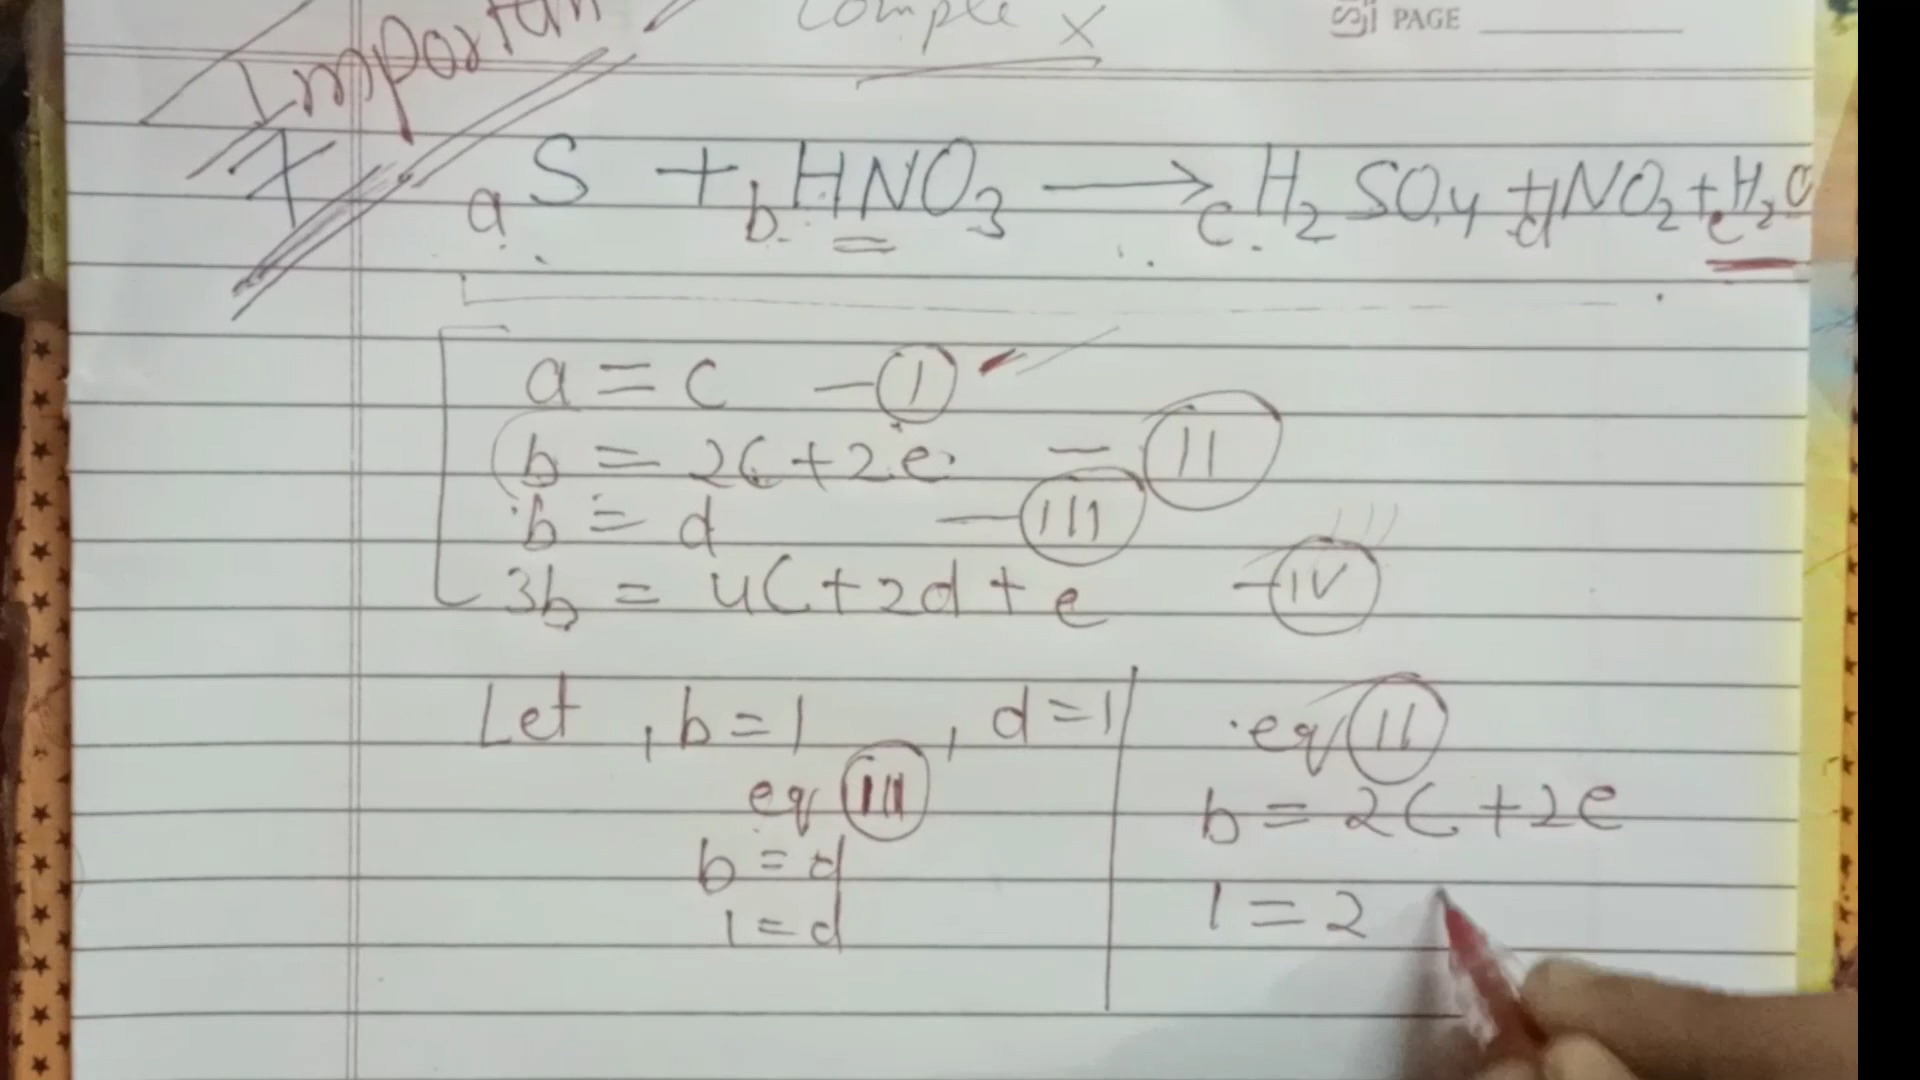 Complex
PAGE
Important
X
aS + bHNO3 → cH2SO4 + dNO2 + eH2O
a = c — I
b = 2C + 2e — II
b = d — III
3b = 4C + 2d + e — IV
Let , b = 1 , d = 1
eq III
b = d
1 = d
eq II
b = 2C + 2e
1 = 2